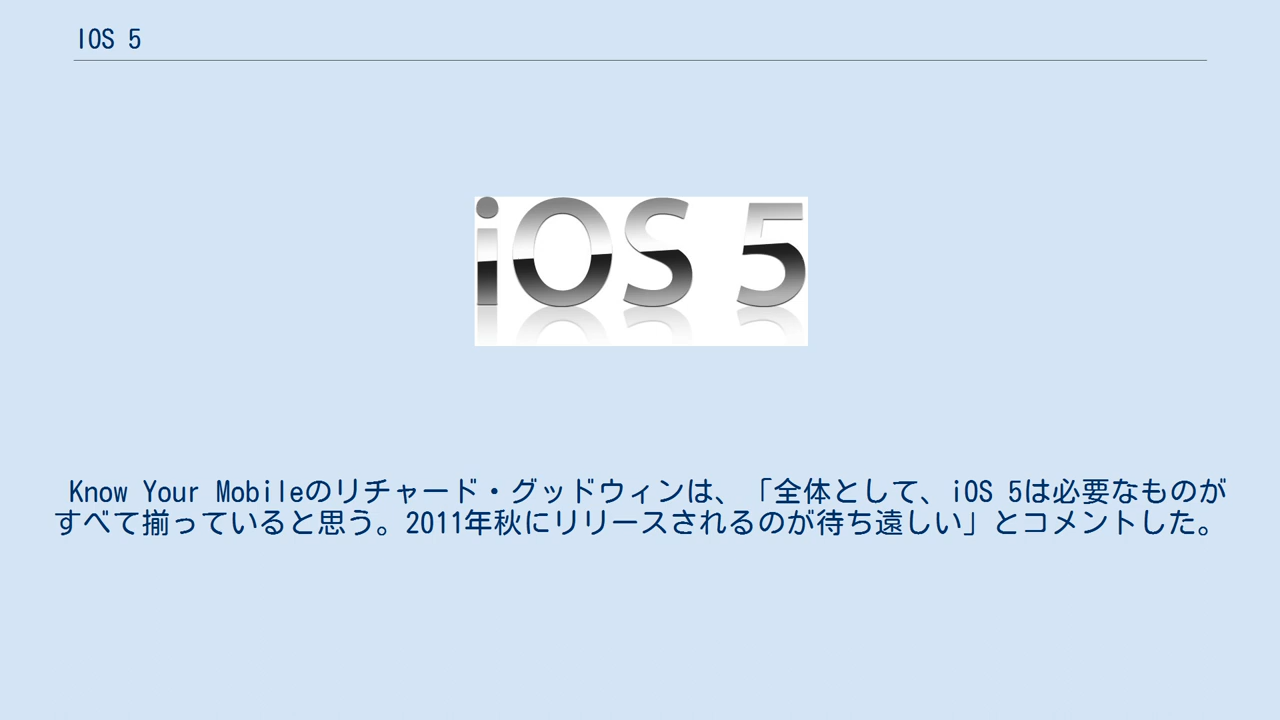 IOS 5
iOS 5
Know Your Mobileのリチャード・グッドウィンは、「全体として、iOS 5は必要なものが
すべて揃っていると思う。2011年秋にリリースされるのが待ち遠しい」とコメントした。